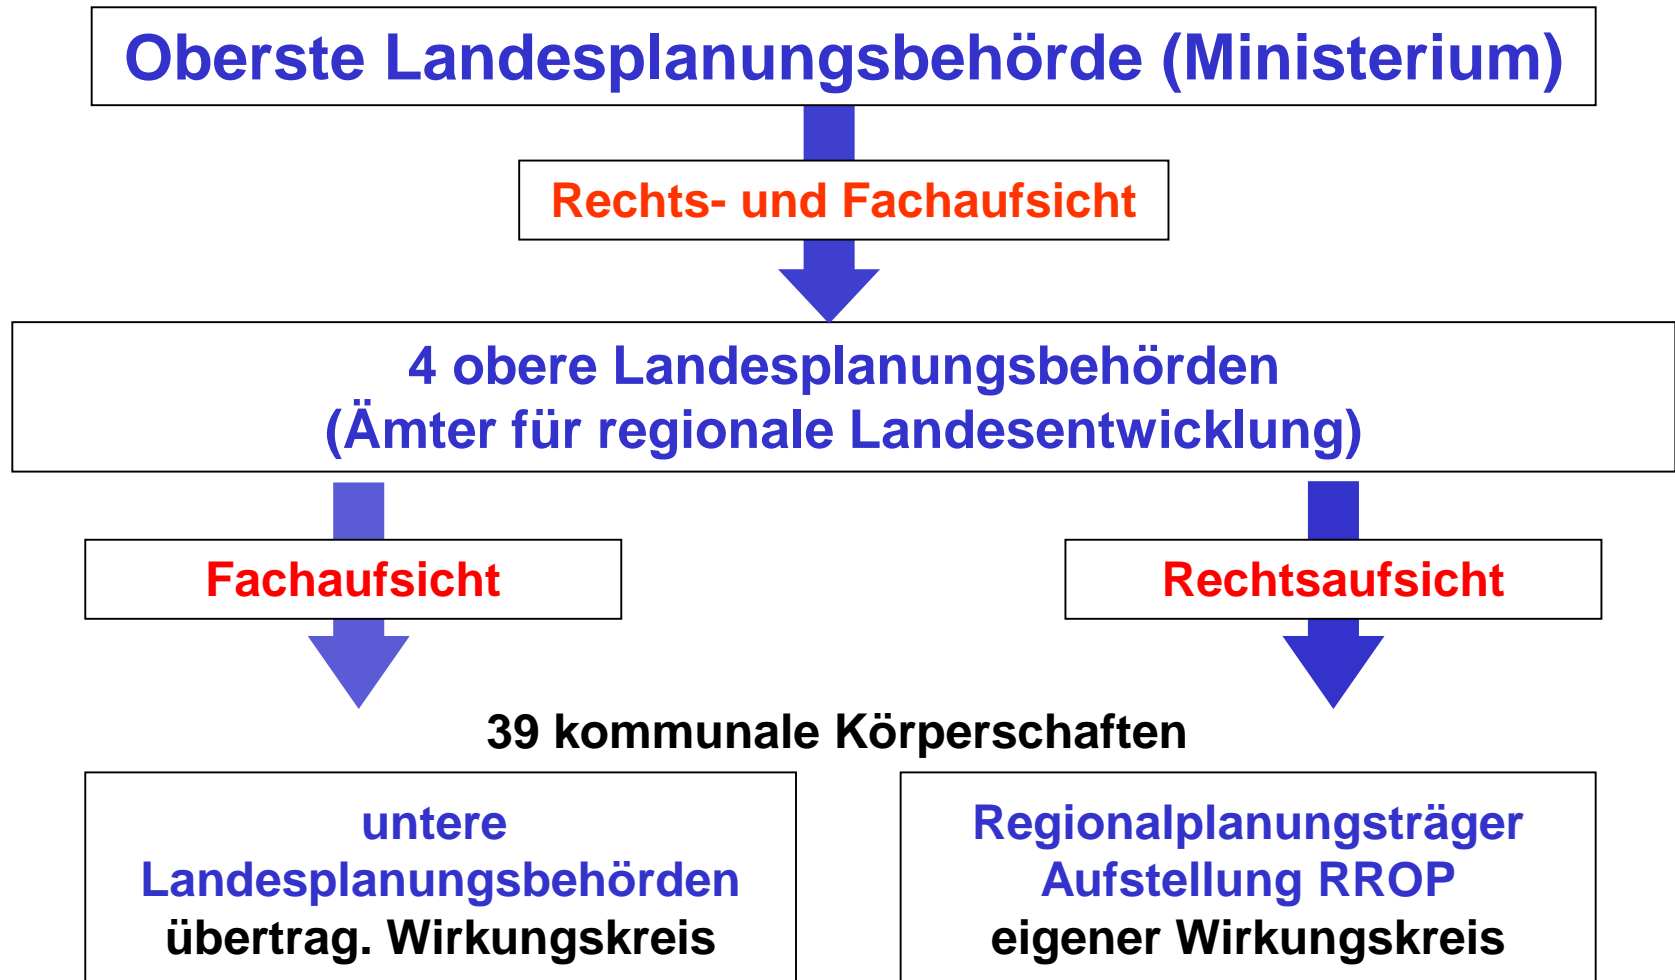 Oberste Landesplanungsbehörde (Ministerium)
Rechts- und Fachaufsicht
4 obere Landesplanungsbehörden
(Ämter für regionale Landesentwicklung)
Fachaufsicht
Rechtsaufsicht
39 kommunale Körperschaften
untere
Landesplanungsbehörden
übertrag. Wirkungskreis
Regionalplanungsträger
Aufstellung RROP
eigener Wirkungskreis